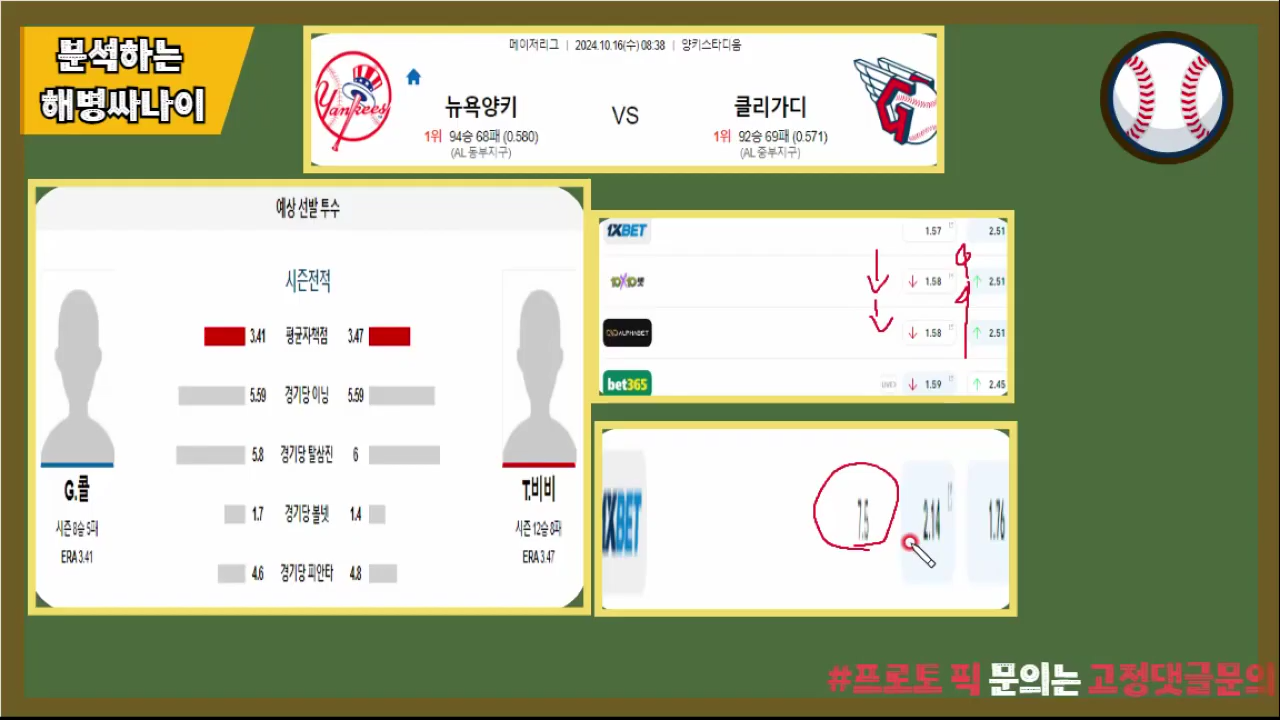 분석하는
해병싸나이
메이저리그 | 2024.10.16(수) 08:38 | 양키스타디움
Yankees
뉴욕양키
VS
클리가디
1위 94승 68패 (0.580)
1위 92승 69패 (0.571)
(AL 동부지구)
(AL 중부지구)
예상 선발 투수
시즌전적
3.41 평균자책점 3.47
5.59 경기당 이닝 5.59
5.8 경기당 탈삼진 6
1.7 경기당 볼넷 1.4
4.6 경기당 피안타 4.8
G.콜
시즌 8승 5패
ERA 3.41
T.비비
시즌 12승 8패
ERA 3.47
1XBET 1.57 2.51
10X10벳 1.58 2.51
ALPHABET 1.58 2.51
bet365 1.59 2.45
1XBET 7.5 2.14 1.76
#프로토 픽 문의는 고정댓글문의